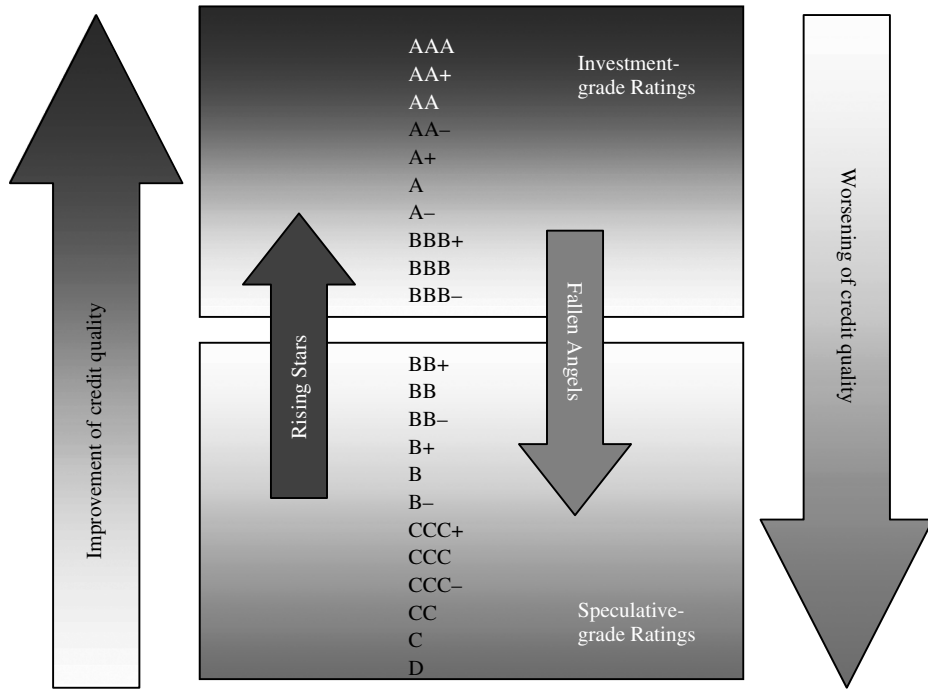 Improvement of credit quality
AAA
AA+
AA
AA–
A+
A
A–
BBB+
BBB
BBB–
Investment-
grade Ratings
Rising Stars
Fallen Angels
BB+
BB
BB–
B+
B
B–
CCC+
CCC
CCC–
CC
C
D
Speculative-
grade Ratings
Worsening of credit quality